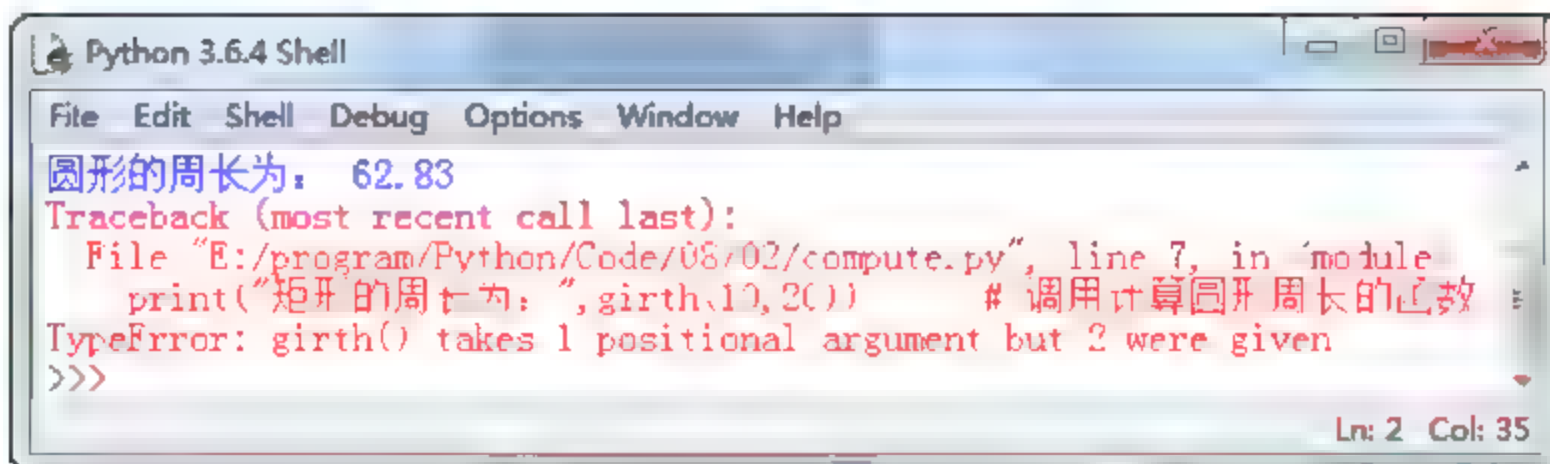 Python 3.6.4 Shell
File Edit Shell Debug Options Window Help
圆形的周长为： 62.83
Traceback (most recent call last):
File "E:/program/Python/Code/08/02/compute.py", line 7, in module
print("矩形的周长为：",girth(10,20)) # 调用计算圆形周长的函数
TypeError: girth() takes 1 positional argument but 2 were given
>>>
Ln: 2 Col: 35